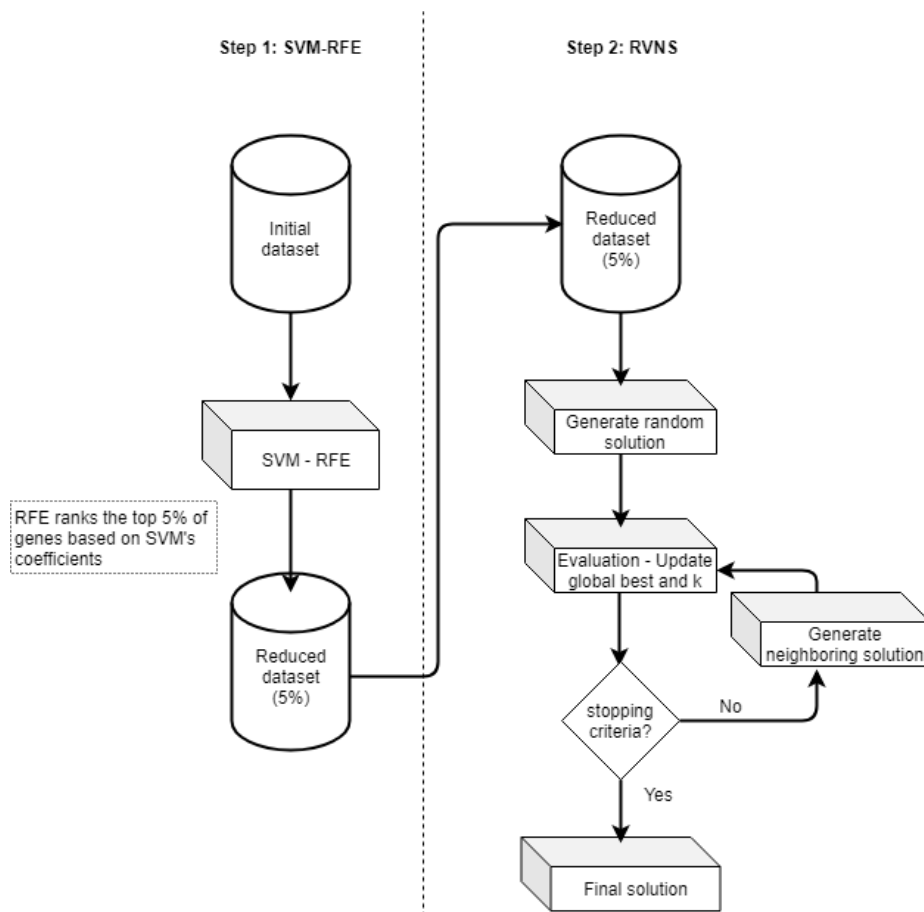 Step 1: SVM-RFE
Initial
dataset
SVM - RFE
RFE ranks the top 5% of
genes based on SVM's
coefficients
Reduced
dataset
(5%)
Step 2: RVNS
Reduced
dataset
(5%)
Generate random
solution
Evaluation - Update
global best and k
Generate
neighboring solution
stopping
criteria?
No
Yes
Final solution